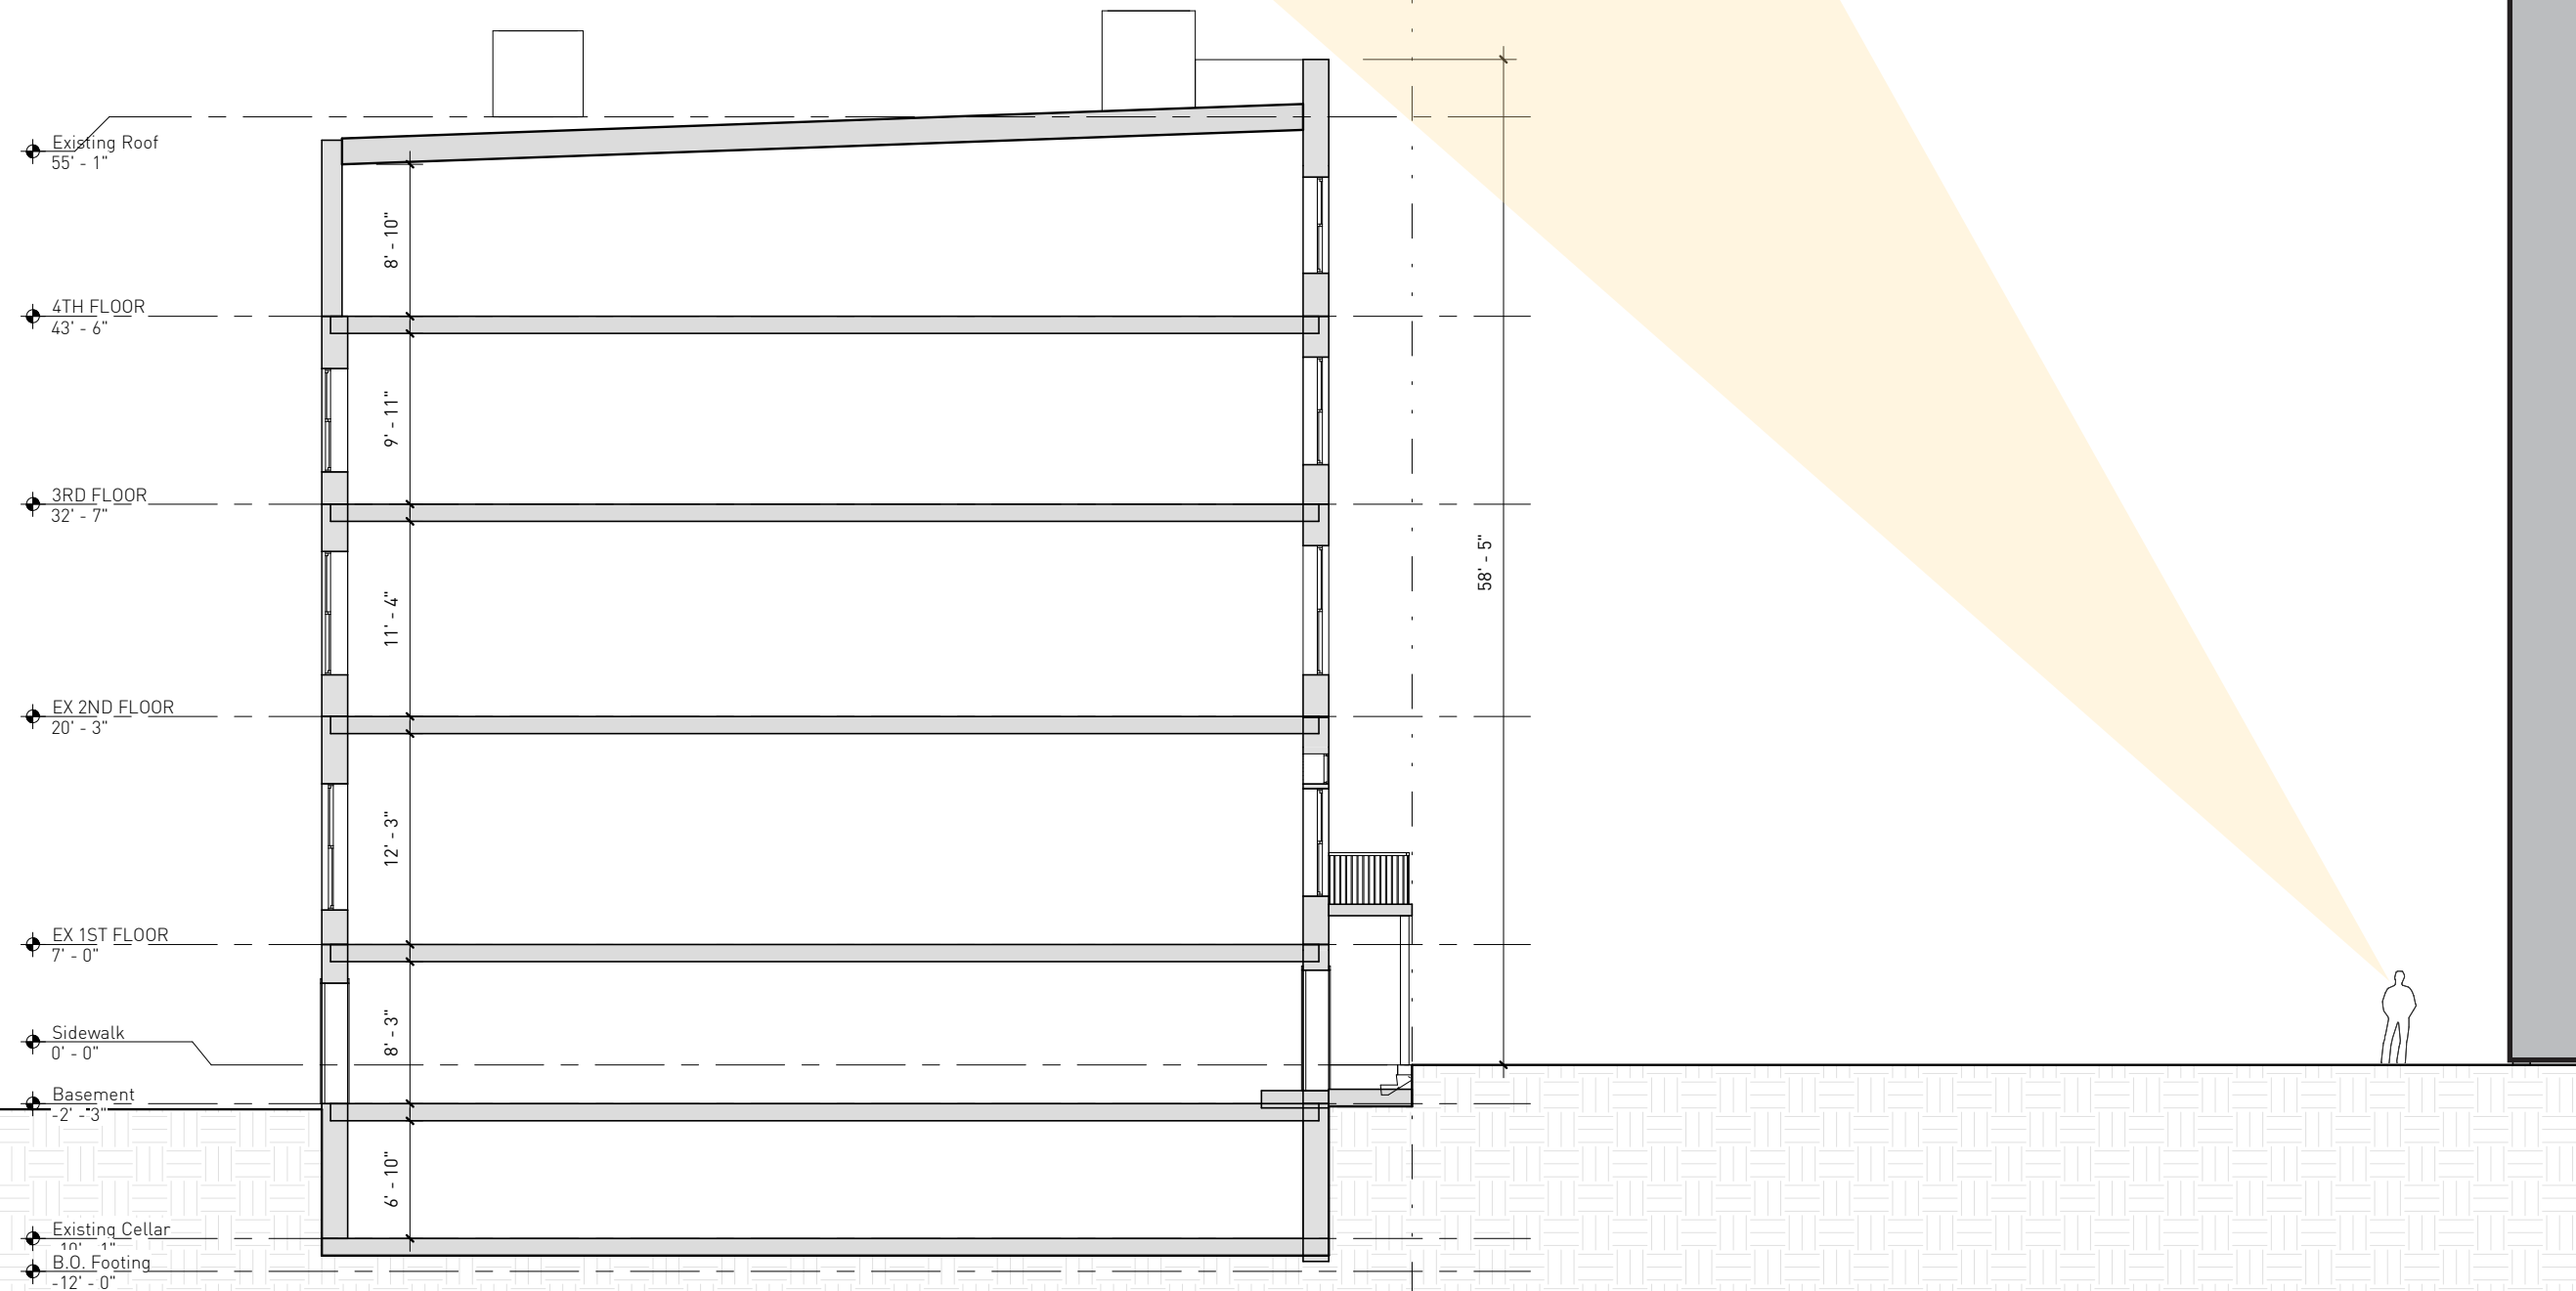 Existing Roof
55' - 1"
8' - 10"
4TH FLOOR
43' - 6"
9' - 11"
3RD FLOOR
32' - 7"
58' - 5"
11' - 4"
EX 2ND FLOOR
20' - 3"
12' - 3"
EX 1ST FLOOR
7' - 0"
8' - 3"
Sidewalk
0' - 0"
Basement
-2' - 3"
6' - 10"
Existing Cellar
-10' - 1"
B.O. Footing
-12' - 0"